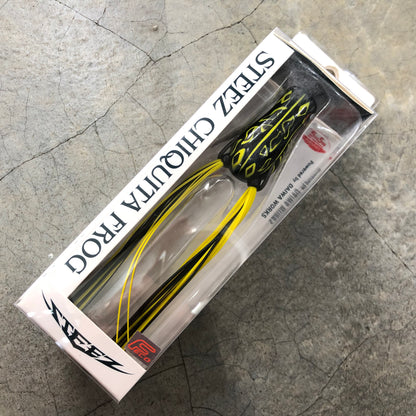 STEEZ CHIQUITA FROG
Powered by DAIWA WORKS
STEEZ